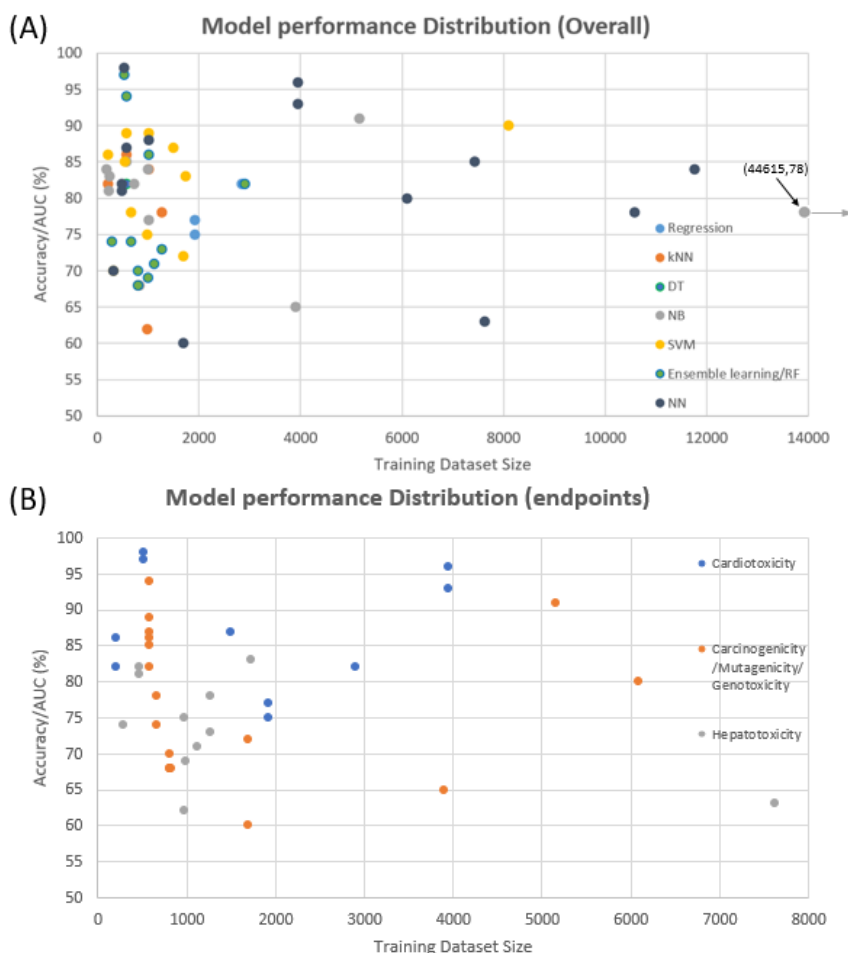 (A)
Model performance Distribution (Overall)
100
95
90
85
80
75
70
65
60
55
50
Accuracy/AUC (%)
(44615,78)
Regression
kNN
DT
NB
SVM
Ensemble learning/RF
NN
0 2000 4000 6000 8000 10000 12000 14000
Training Dataset Size
(B)
Model performance Distribution (endpoints)
100
95
90
85
80
75
70
65
60
55
50
Accuracy/AUC (%)
Cardiotoxicity
Carcinogenicity
/Mutagenicity/
Genotoxicity
Hepatotoxicity
0 1000 2000 3000 4000 5000 6000 7000 8000
Training Dataset Size